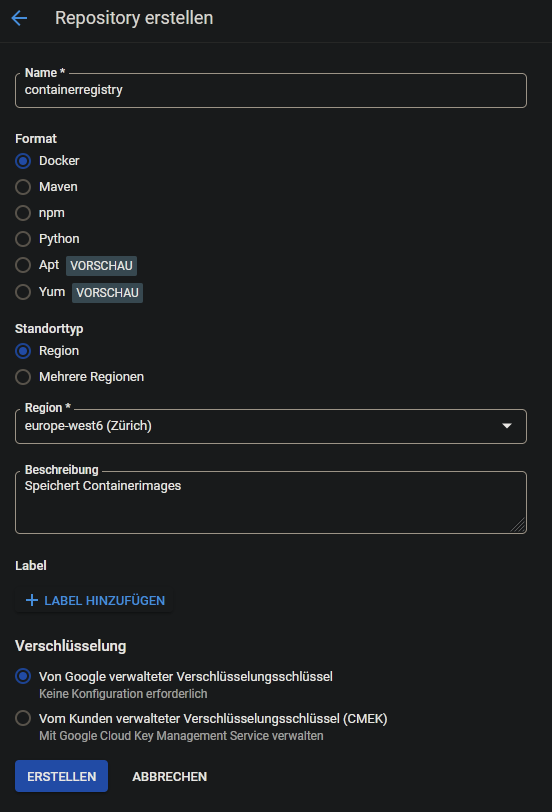 Repository erstellen
Name *
containerregistry
Format
Docker
Maven
npm
Python
Apt VORSCHAU
Yum VORSCHAU
Standorttyp
Region
Mehrere Regionen
Region *
europe-west6 (Zürich)
Beschreibung
Speichert Containerimages
Label
+ LABEL HINZUFÜGEN
Verschlüsselung
Von Google verwalteter Verschlüsselungsschlüssel
Keine Konfiguration erforderlich
Vom Kunden verwalteter Verschlüsselungsschlüssel (CMEK)
Mit Google Cloud Key Management Service verwalten
ERSTELLEN ABBRECHEN